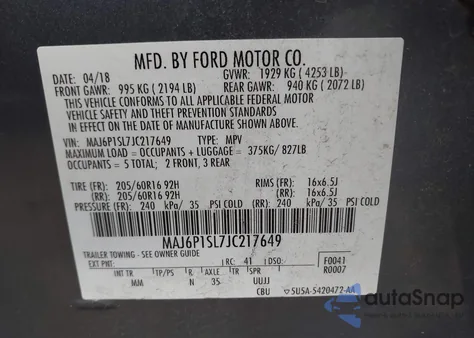 MFD. BY FORD MOTOR CO.
DATE: 04/18 GVWR: 1929 KG ( 4253 LB)
FRONT GAWR: 995 KG ( 2194 LB) REAR GAWR: 940 KG ( 2072 LB)
THIS VEHICLE CONFORMS TO ALL APPLICABLE FEDERAL MOTOR
VEHICLE SAFETY AND THEFT PREVENTION STANDARDS IN
EFFECT ON THE DATE OF MANUFACTURE SHOWN ABOVE.
VIN: MAJ6P1SL7JC217649 TYPE: MPV
MAXIMUM LOAD = OCCUPANTS + LUGGAGE = 375KG/ 827LB
OCCUPANTS = 5 TOTAL: 2 FRONT, 3 REAR
TIRE (FR): 205/60R16 92H RIMS (FR): 16x6.5J
(RR): 205/60R16 92H (RR): 16x6.5J
PRESSURE (FR): 240 kPa/ 35 PSI COLD (RR): 240 kPa/ 35 PSI COLD
MAJ6P1SL7JC217649
TRAILER TOWING - SEE OWNER GUIDE
EXT PNT: RC: 41 DSO: F0041
R0007
INT TR TP/PS R AXLE TR SPR
MM N 35 UUJJ
CBU SU5A-5420472-AA
autoSnap